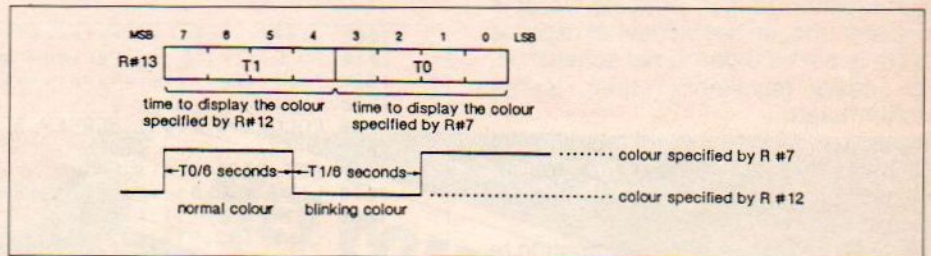 MSB 7 6 5 4 3 2 1 0 LSB
R#13 T1 T0
time to display the colour specified by R#12
time to display the colour specified by R#7
T0/6 seconds T1/6 seconds colour specified by R #7
colour specified by R #12
normal colour blinking colour